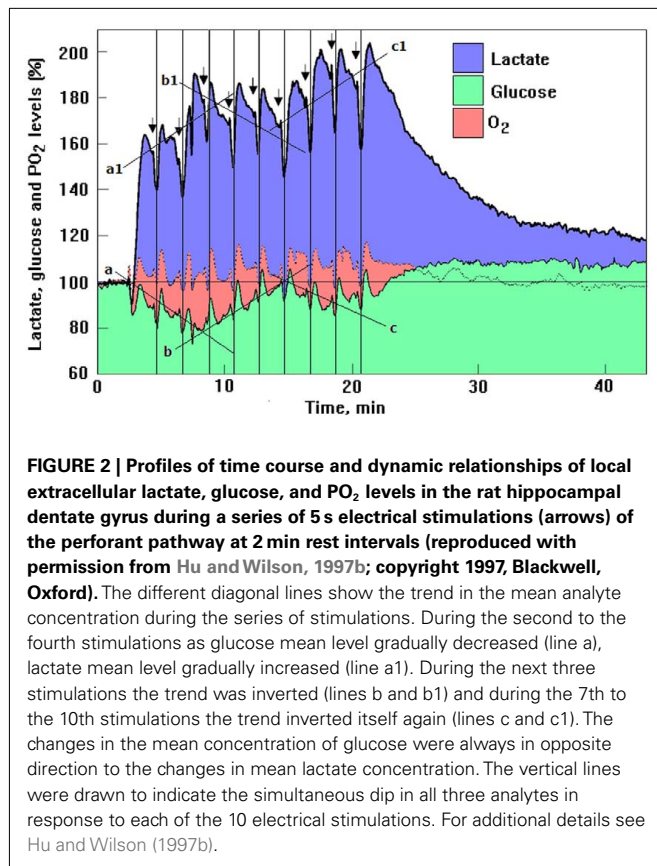 Lactate, glucose and PO₂ levels (%)
200
180
160
140
120
100
80
60
a1
b1
c1
a
b
c
Lactate
Glucose
O₂
0
10
20
30
40
Time, min
FIGURE 2 | Profiles of time course and dynamic relationships of local
extracellular lactate, glucose, and PO₂ levels in the rat hippocampal
dentate gyrus during a series of 5 s electrical stimulations (arrows) of
the perforant pathway at 2 min rest intervals (reproduced with
permission from Hu and Wilson, 1997b; copyright 1997, Blackwell,
Oxford). The different diagonal lines show the trend in the mean analyte
concentration during the series of stimulations. During the second to
the fourth stimulations as glucose mean level gradually decreased (line a),
lactate mean level gradually increased (line a1). During the next three
stimulations the trend was inverted (lines b and b1) and during the 7th to
the 10th stimulations the trend inverted itself again (lines c and c1). The
changes in the mean concentration of glucose were always in opposite
direction to the changes in mean lactate concentration. The vertical lines
were drawn to indicate the simultaneous dip in all three analytes in
response to each of the 10 electrical stimulations. For additional details see
Hu and Wilson (1997b).